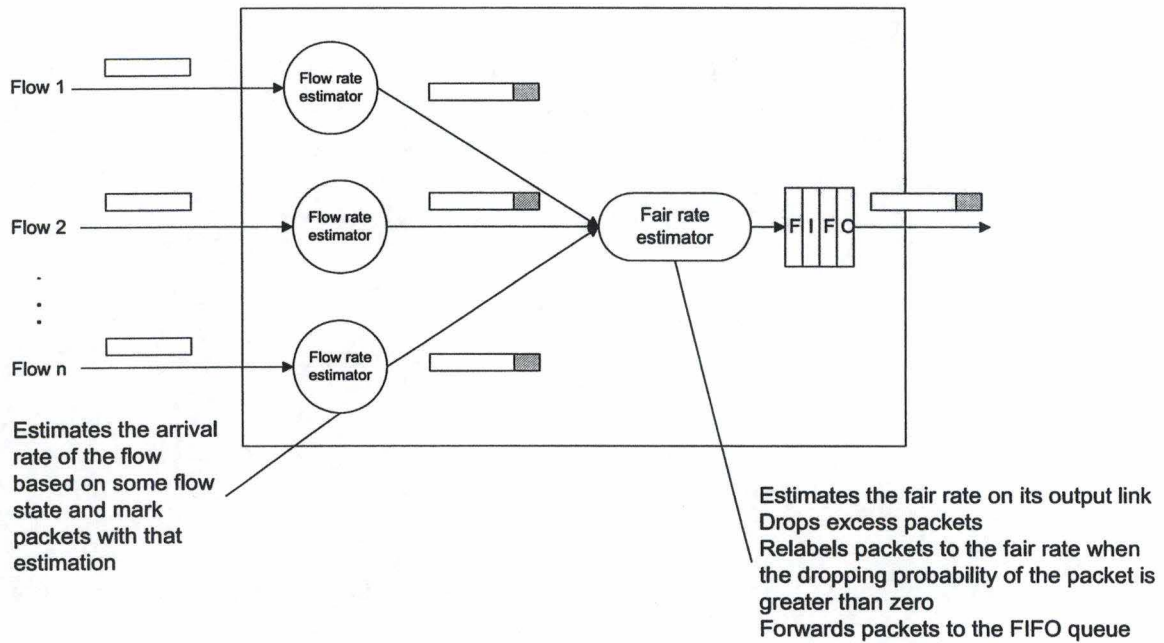 Flow 1
Flow rate
estimator
Flow 2
Flow rate
estimator
Fair rate
estimator
F I F O
Flow n
Flow rate
estimator
Estimates the arrival
rate of the flow
based on some flow
state and mark
packets with that
estimation
Estimates the fair rate on its output link
Drops excess packets
Relabels packets to the fair rate when
the dropping probability of the packet is
greater than zero
Forwards packets to the FIFO queue